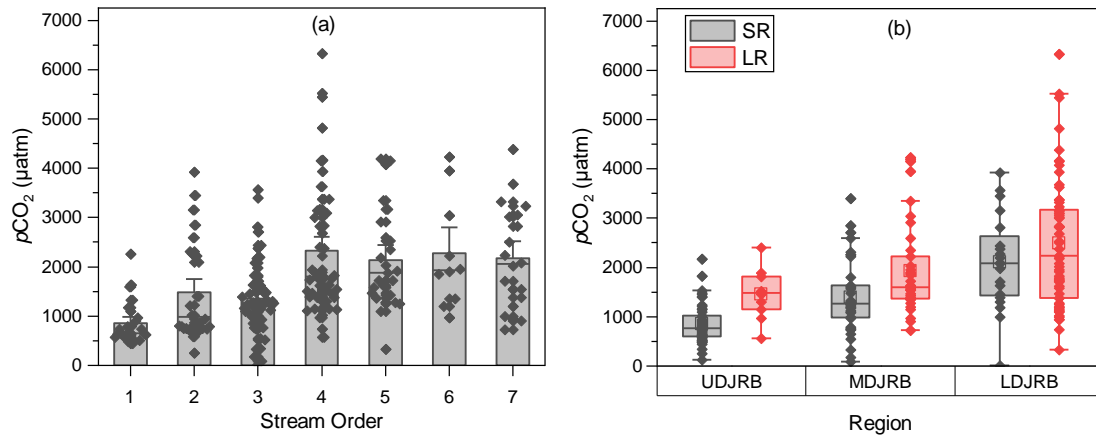 (a)
7000
6000
5000
4000
3000
2000
1000
0
pCO₂ (μatm)
1 2 3 4 5 6 7
Stream Order
(b)
SR
LR
7000
6000
5000
4000
3000
2000
1000
0
pCO₂ (μatm)
UDJRB MDJRB LDJRB
Region